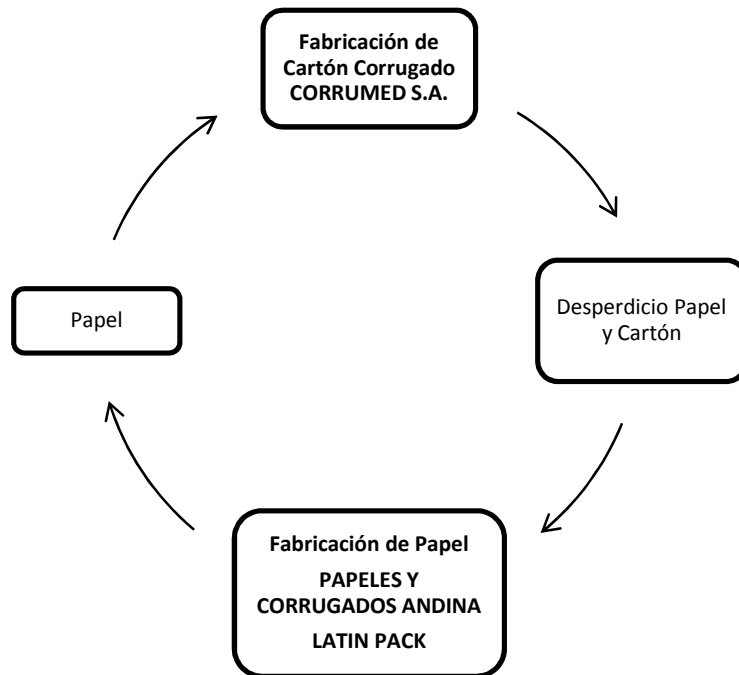 Fabricación de
Cartón Corrugado
CORRUMED S.A.
Papel
Desperdicio Papel
y Cartón
Fabricación de Papel
PAPELES Y
CORRUGADOS ANDINA
LATIN PACK